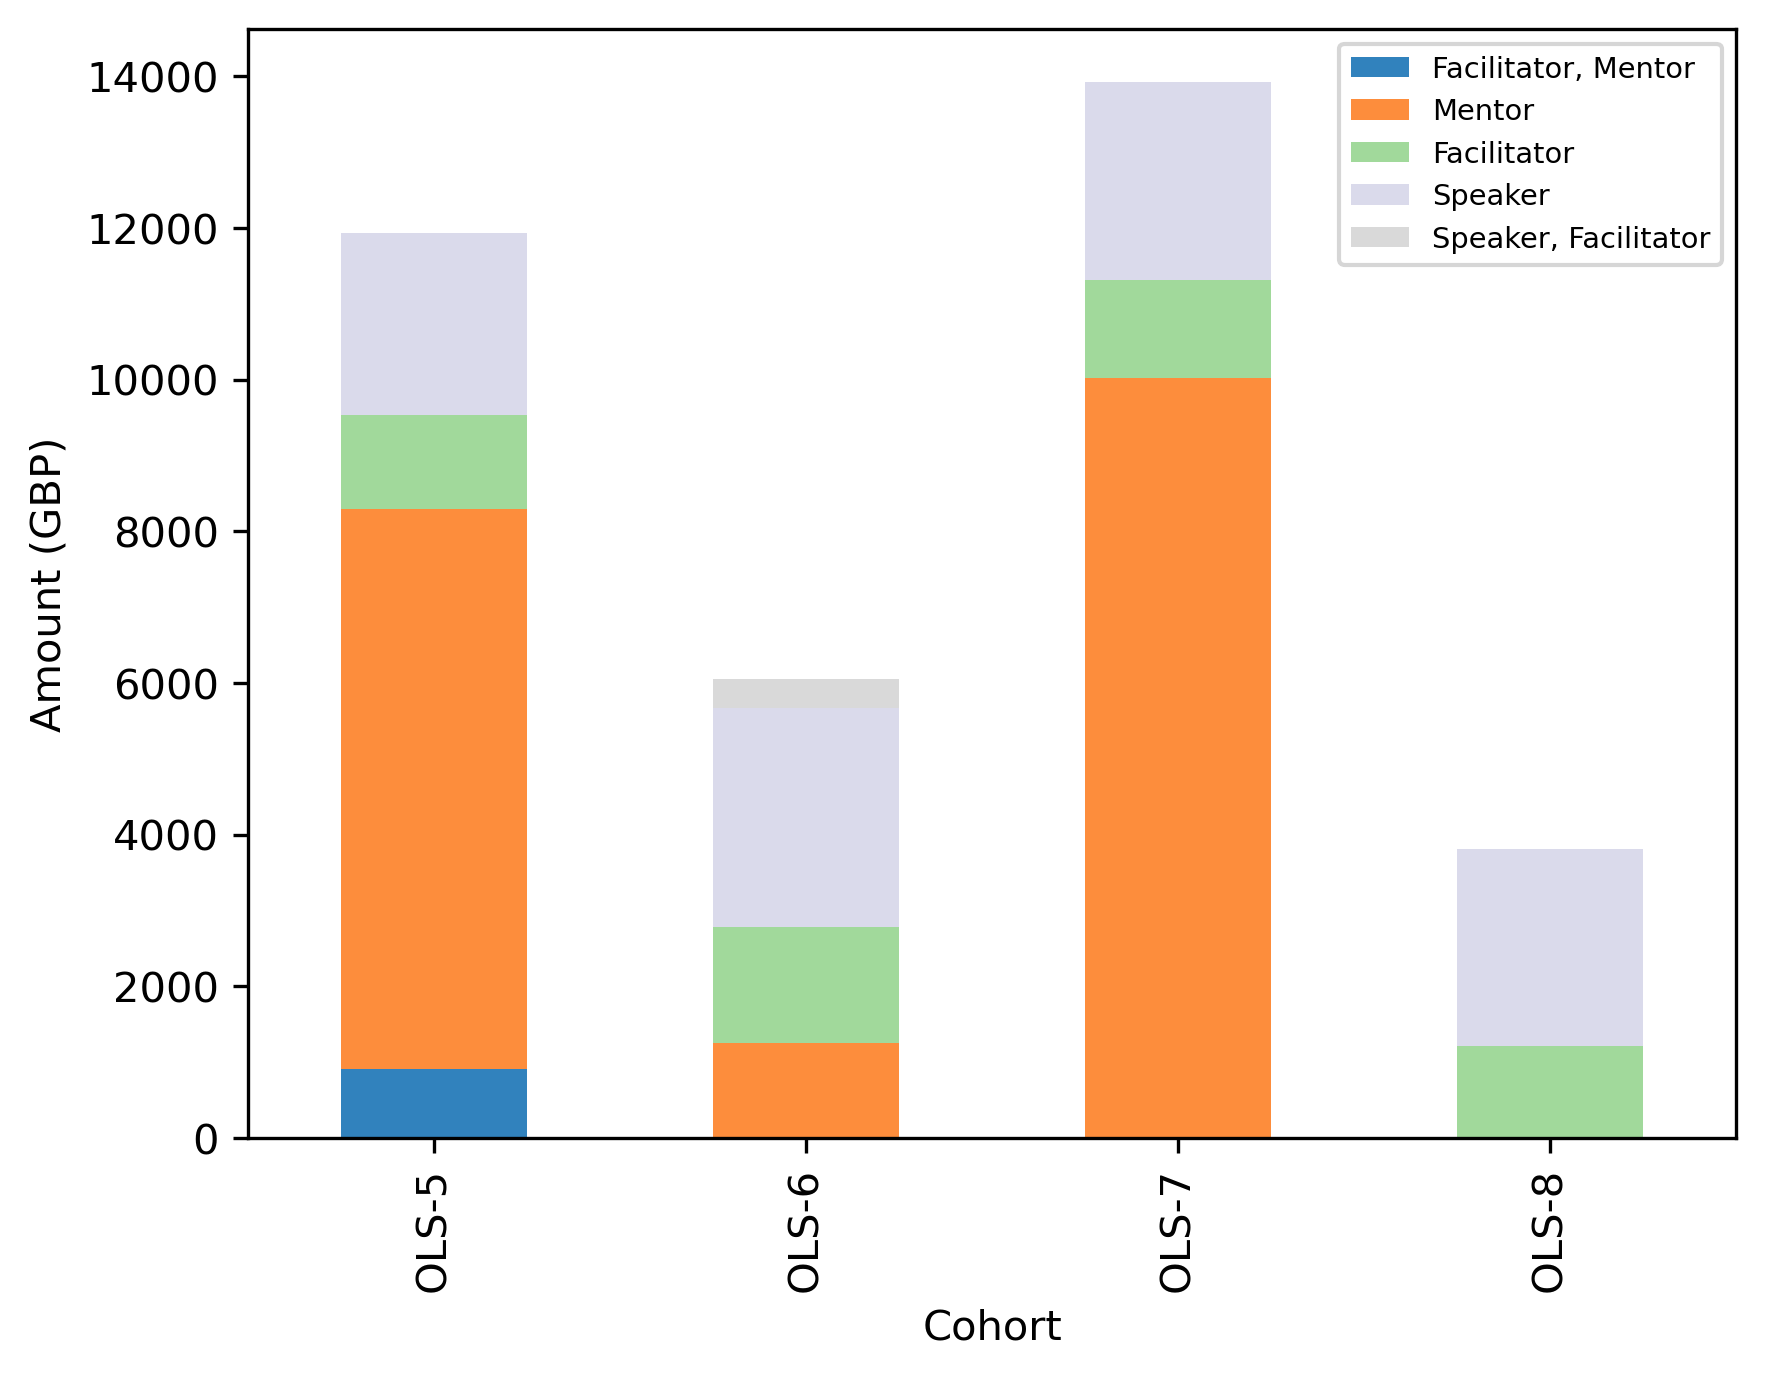 14000
12000
10000
8000
6000
4000
2000
0
Amount (GBP)
Facilitator, Mentor
Mentor
Facilitator
Speaker
Speaker, Facilitator
OLS-5
OLS-6
OLS-7
OLS-8
Cohort